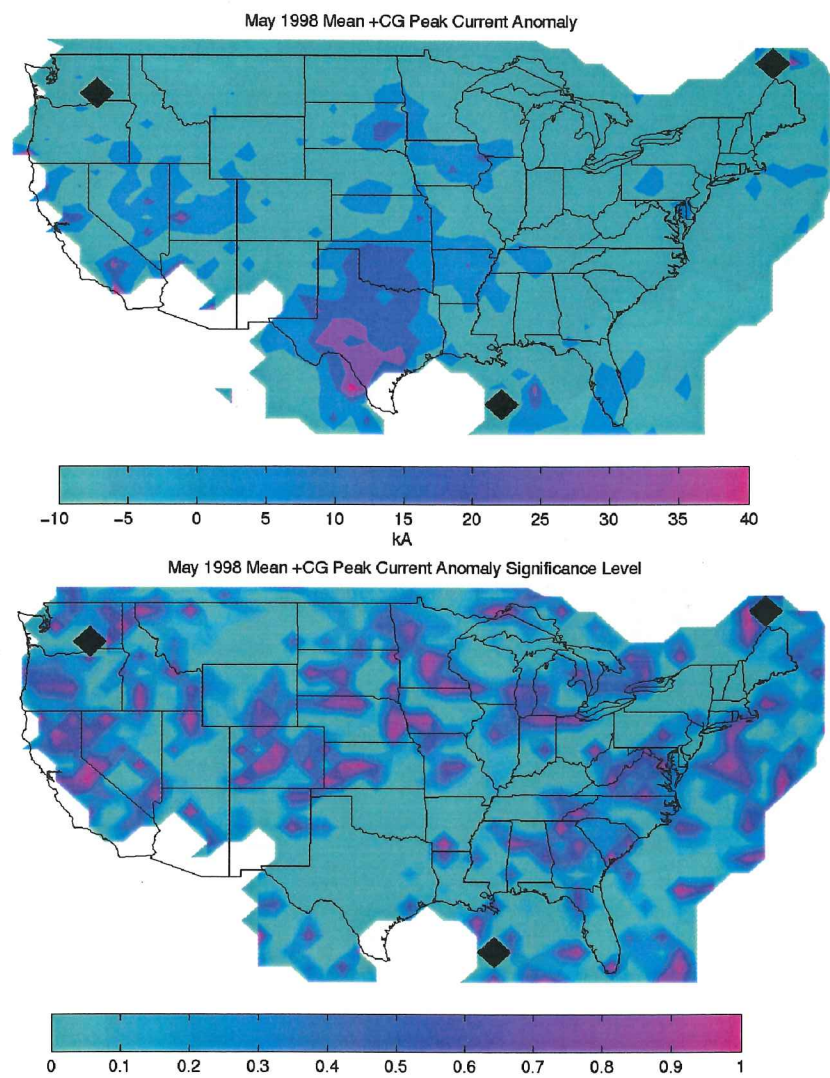 May 1998 Mean +CG Peak Current Anomaly
−10 −5 0 5 10 15 20 25 30 35 40
kA
May 1998 Mean +CG Peak Current Anomaly Significance Level
0 0.1 0.2 0.3 0.4 0.5 0.6 0.7 0.8 0.9 1